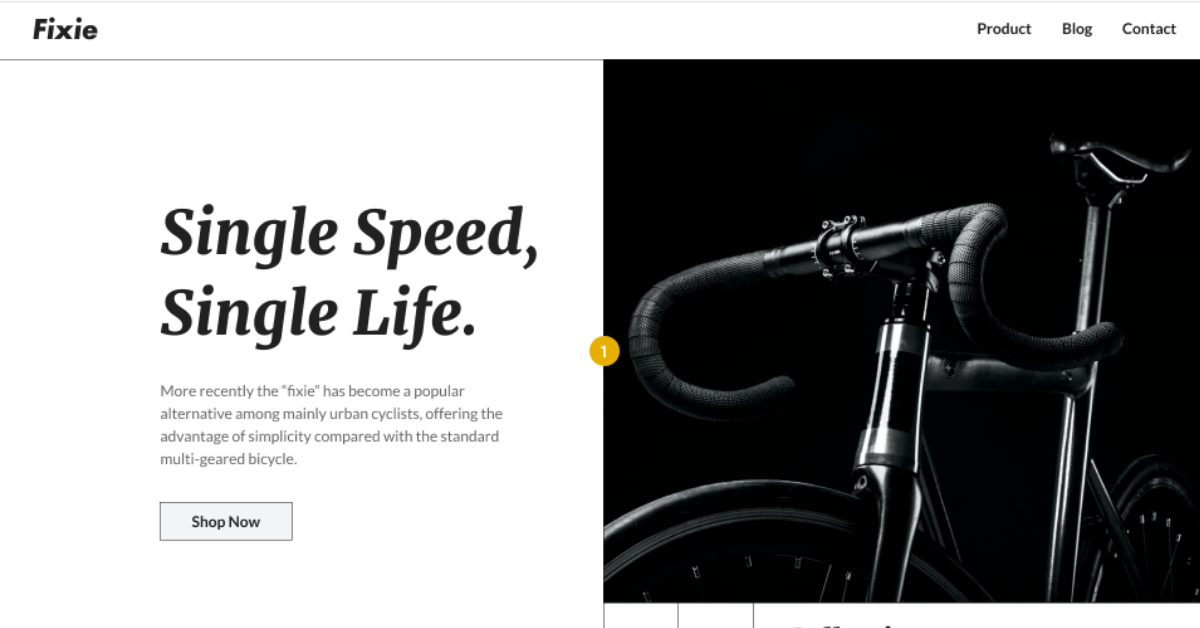 Fixie
Product Blog Contact
Single Speed,
Single Life.
1
More recently the “fixie” has become a popular
alternative among mainly urban cyclists, offering the
advantage of simplicity compared with the standard
multi-geared bicycle.
Shop Now